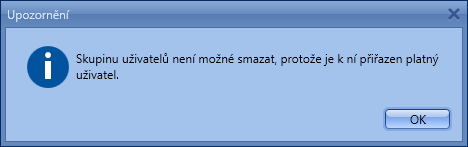 Upozornění
Skupinu uživatelů není možné smazat, protože je k ní přiřazen platný
uživatel.
OK